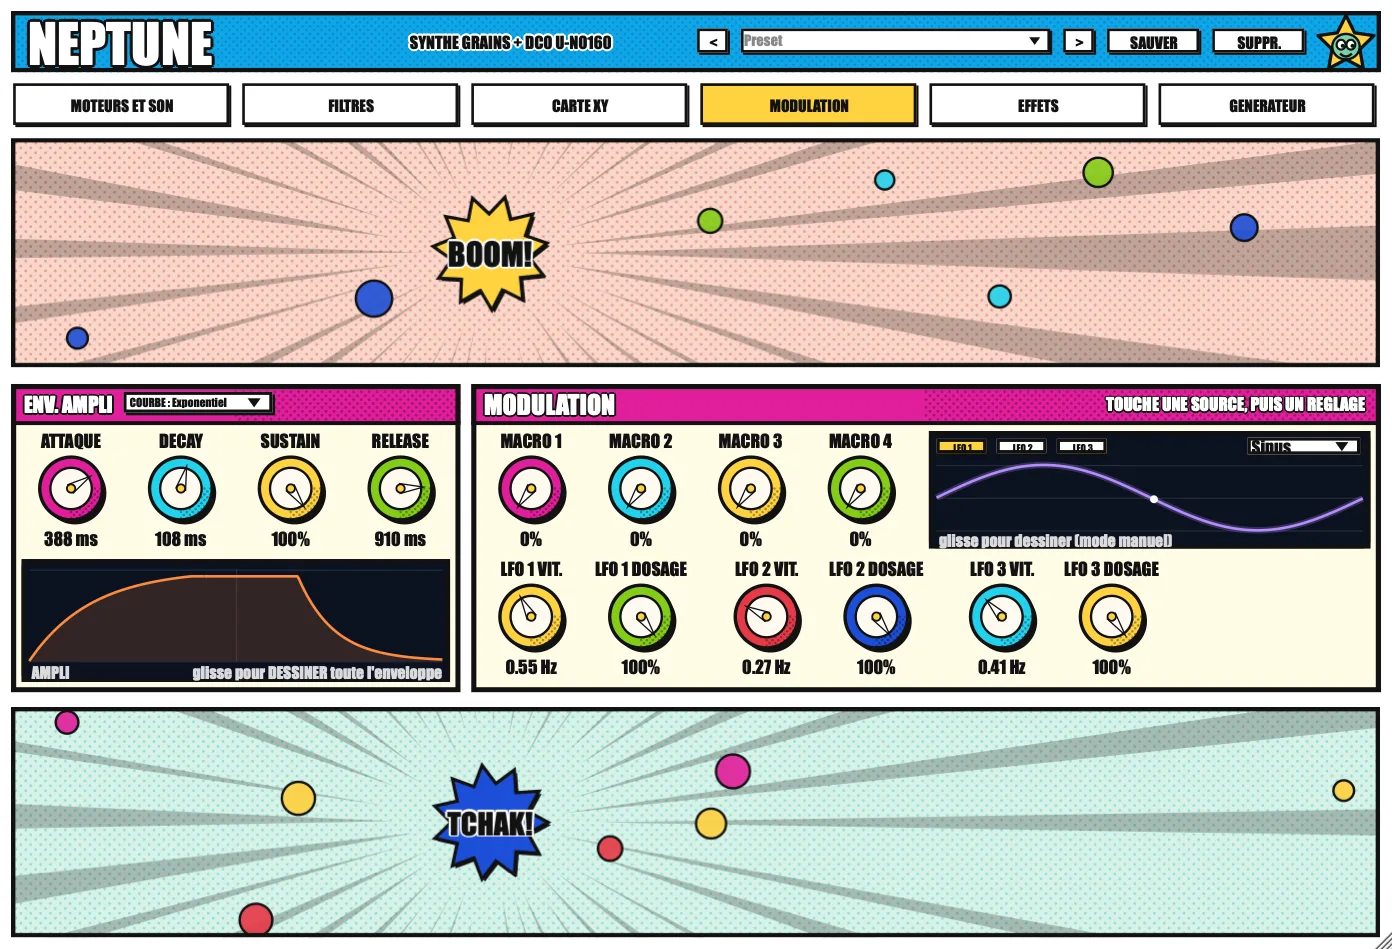 NEPTUNE
SYNTHE GRAINS + DCO U-NO160
<
Preset
>
SAUVER
SUPPR.
MOTEURS ET SON
FILTRES
CARTE XY
MODULATION
EFFETS
GENERATEUR
BOOM!
ENV. AMPLI
COURBE : Exponentiel
MODULATION
TOUCHE UNE SOURCE, PUIS UN REGLAGE
ATTAQUE
DECAY
SUSTAIN
RELEASE
388 ms
108 ms
100%
910 ms
AMPLI
glisse pour DESSINER toute l'enveloppe
MACRO 1
MACRO 2
MACRO 3
MACRO 4
0%
0%
0%
0%
LFO 1
LFO 2
LFO 3
Sinus
glisse pour dessiner (mode manuel)
LFO 1 VIT.
LFO 1 DOSAGE
LFO 2 VIT.
LFO 2 DOSAGE
LFO 3 VIT.
LFO 3 DOSAGE
0.55 Hz
100%
0.27 Hz
100%
0.41 Hz
100%
TCHAK!